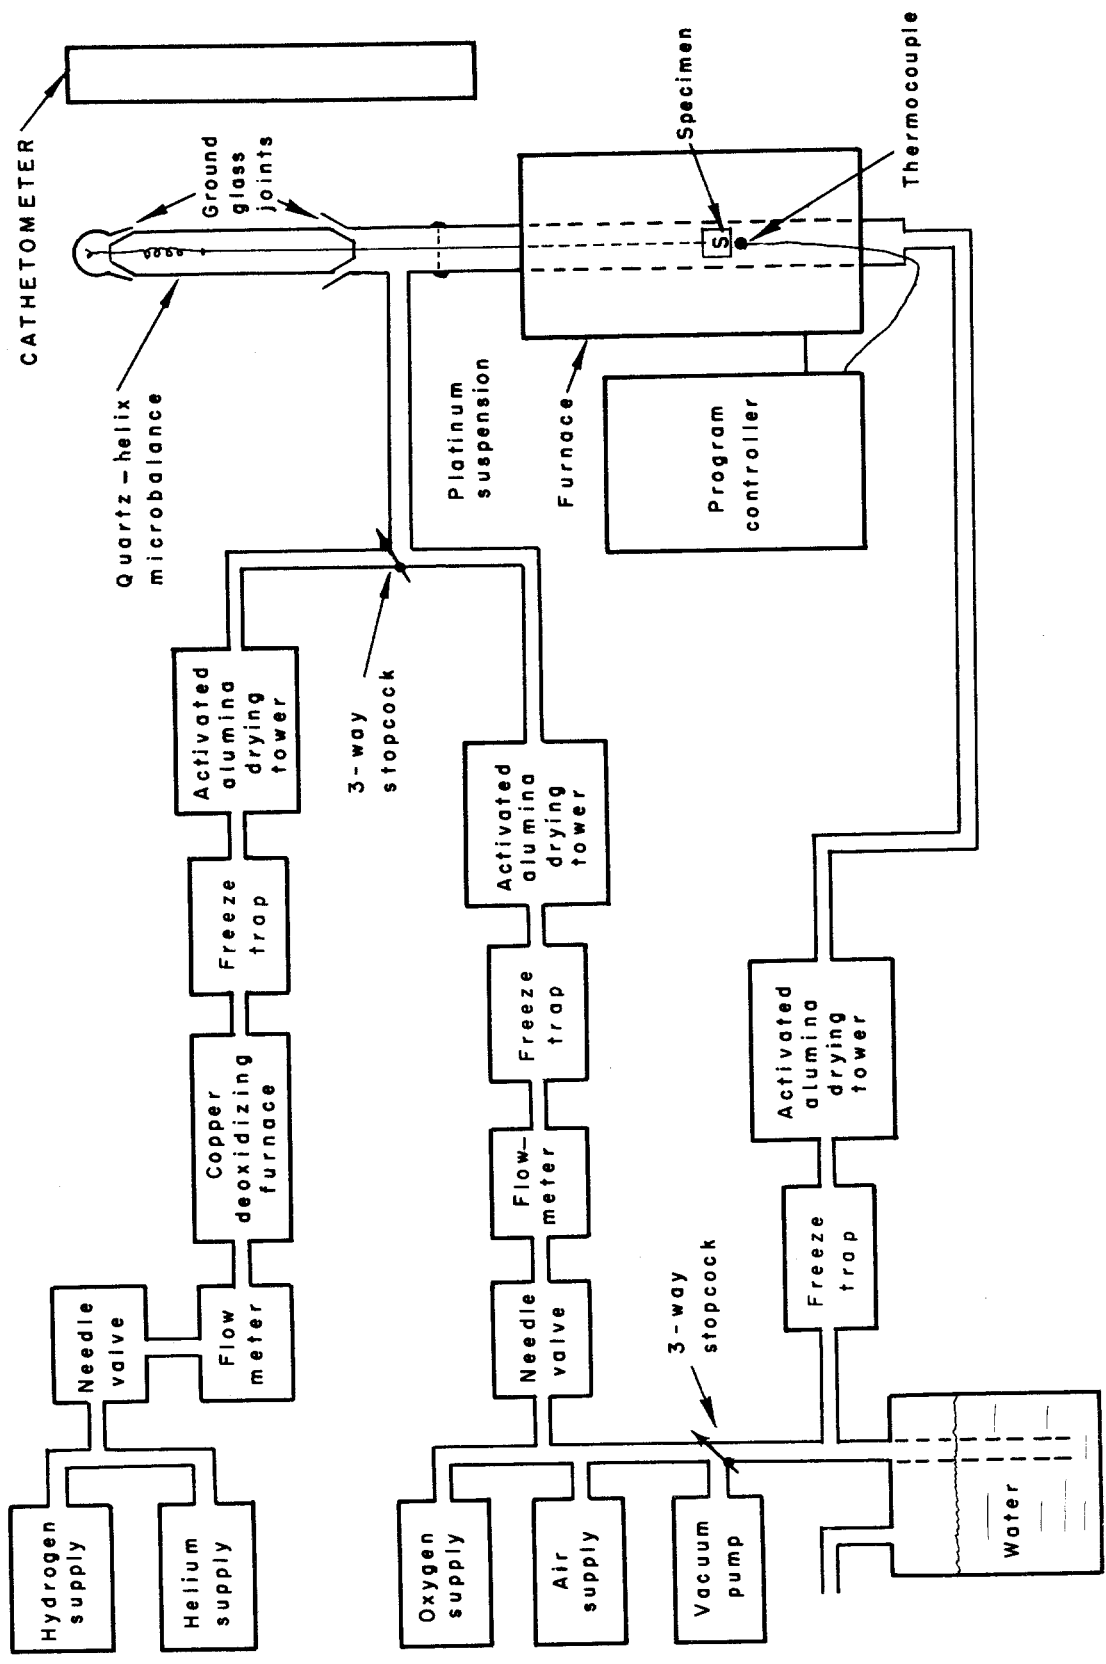 CATHETOMETER
Quartz-helix
microbalance
Ground
glass
joints
Specimen
Thermocouple
S
Platinum
suspension
Furnace
Program
controller
3-way
stopcock
Activated
alumina
drying
tower
Freeze
trap
Copper
deoxidizing
furnace
Flow
meter
Needle
valve
Hydrogen
supply
Helium
supply
Activated
alumina
drying
tower
Freeze
trap
Flow-
meter
Needle
valve
Oxygen
supply
Air
supply
Vacuum
pump
3-way
stopcock
Activated
alumina
drying
tower
Freeze
trap
Water